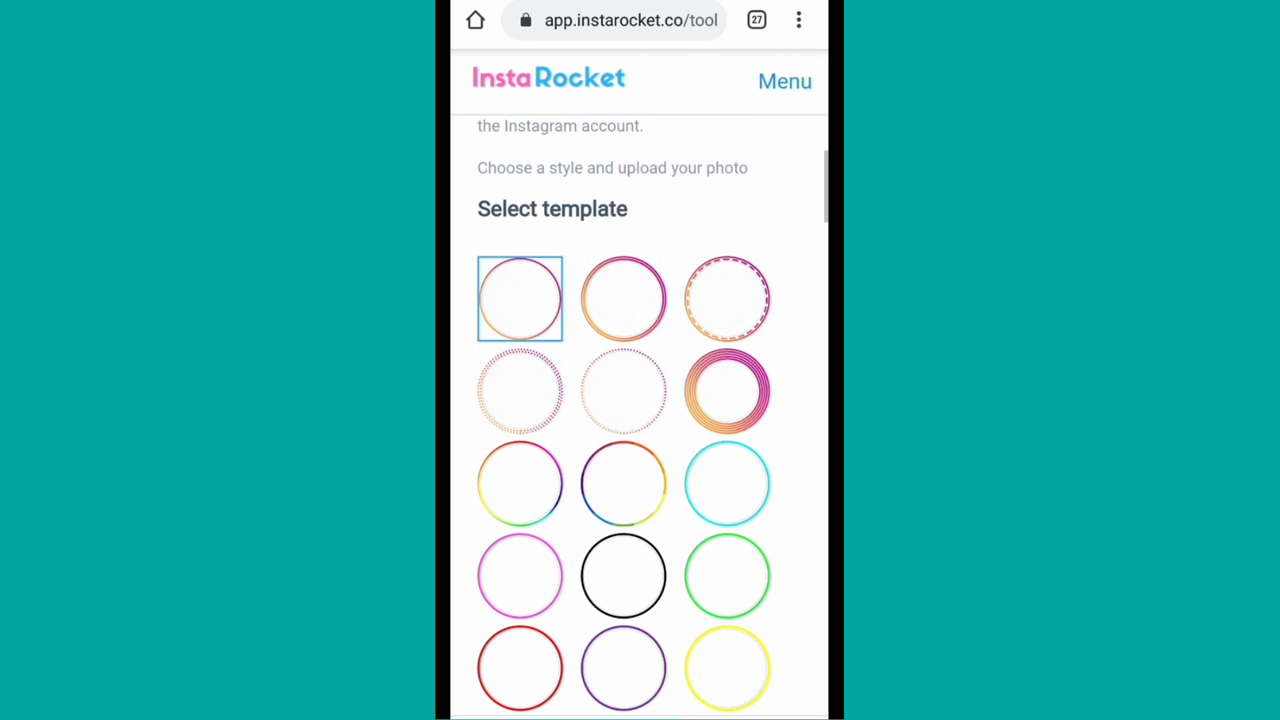 app.instarocket.co/tool
27
InstaRocket
Menu
the Instagram account.
Choose a style and upload your photo
Select template